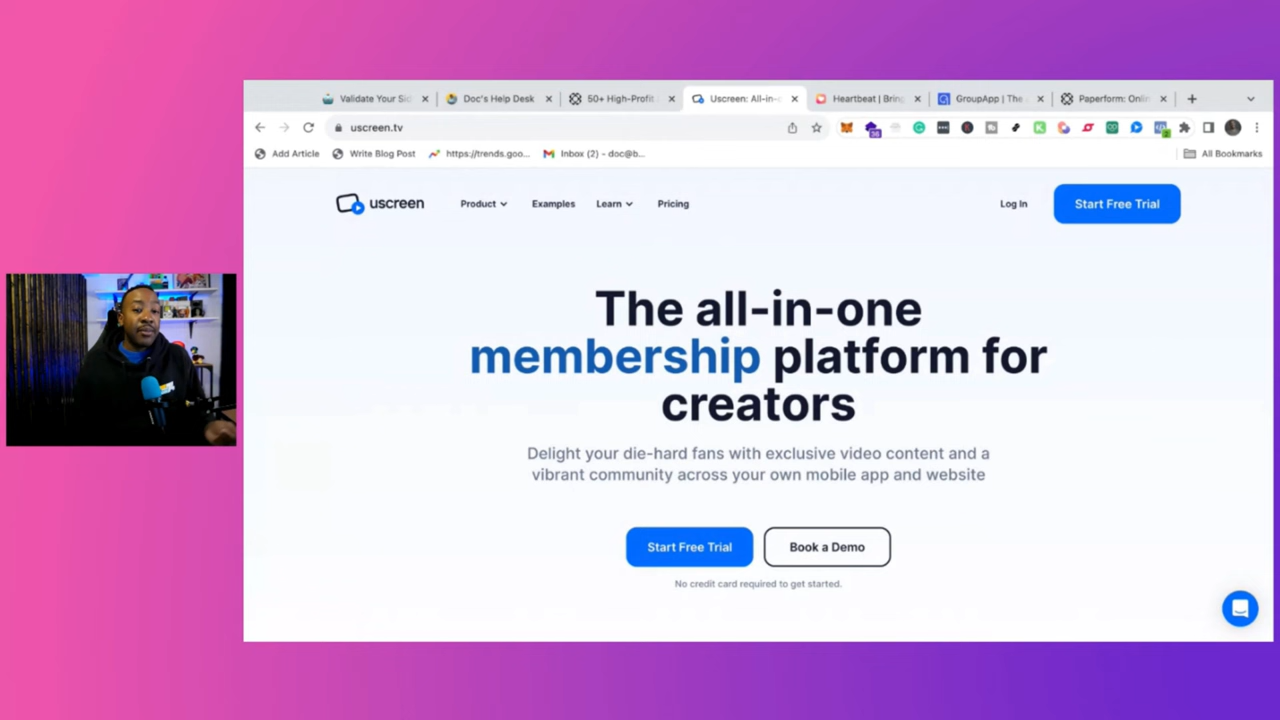 Validate Your Si
Doc's Help Desk
50+ High-Profit
Uscreen: All-in-o
Heartbeat | Bring
GroupApp | The
Paperform: Onlin
uscreen.tv
Add Article
Write Blog Post
https://trends.goo...
Inbox (2) - doc@b...
All Bookmarks
uscreen
Product
Examples
Learn
Pricing
Log In
Start Free Trial
The all-in-one
membership platform for
creators
Delight your die-hard fans with exclusive video content and a
vibrant community across your own mobile app and website
Start Free Trial
Book a Demo
No credit card required to get started.